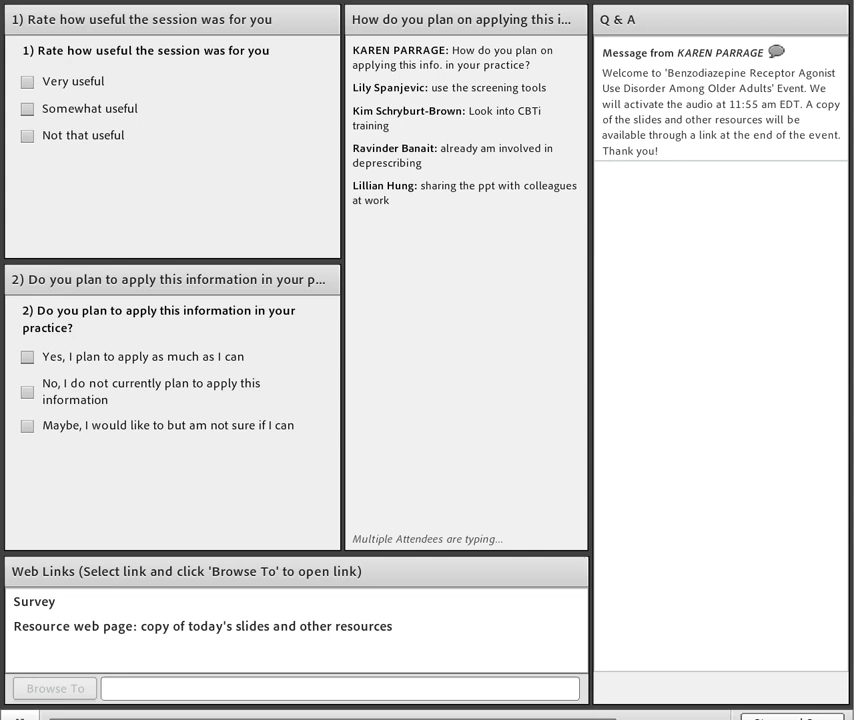 1) Rate how useful the session was for you
1) Rate how useful the session was for you
Very useful
Somewhat useful
Not that useful
2) Do you plan to apply this information in your p...
2) Do you plan to apply this information in your
practice?
Yes, I plan to apply as much as I can
No, I do not currently plan to apply this
information
Maybe, I would like to but am not sure if I can
How do you plan on applying this i...
KAREN PARRAGE: How do you plan on
applying this info. in your practice?
Lily Spanjevic: use the screening tools
Kim Schryburt-Brown: Look into CBTi
training
Ravinder Banait: already am involved in
deprescribing
Lillian Hung: sharing the ppt with colleagues
at work
Multiple Attendees are typing...
Q & A
Message from KAREN PARRAGE
Welcome to 'Benzodiazepine Receptor Agonist
Use Disorder Among Older Adults' Event. We
will activate the audio at 11:55 am EDT. A copy
of the slides and other resources will be
available through a link at the end of the event.
Thank you!
Web Links (Select link and click 'Browse To' to open link)
Survey
Resource web page: copy of today's slides and other resources
Browse To